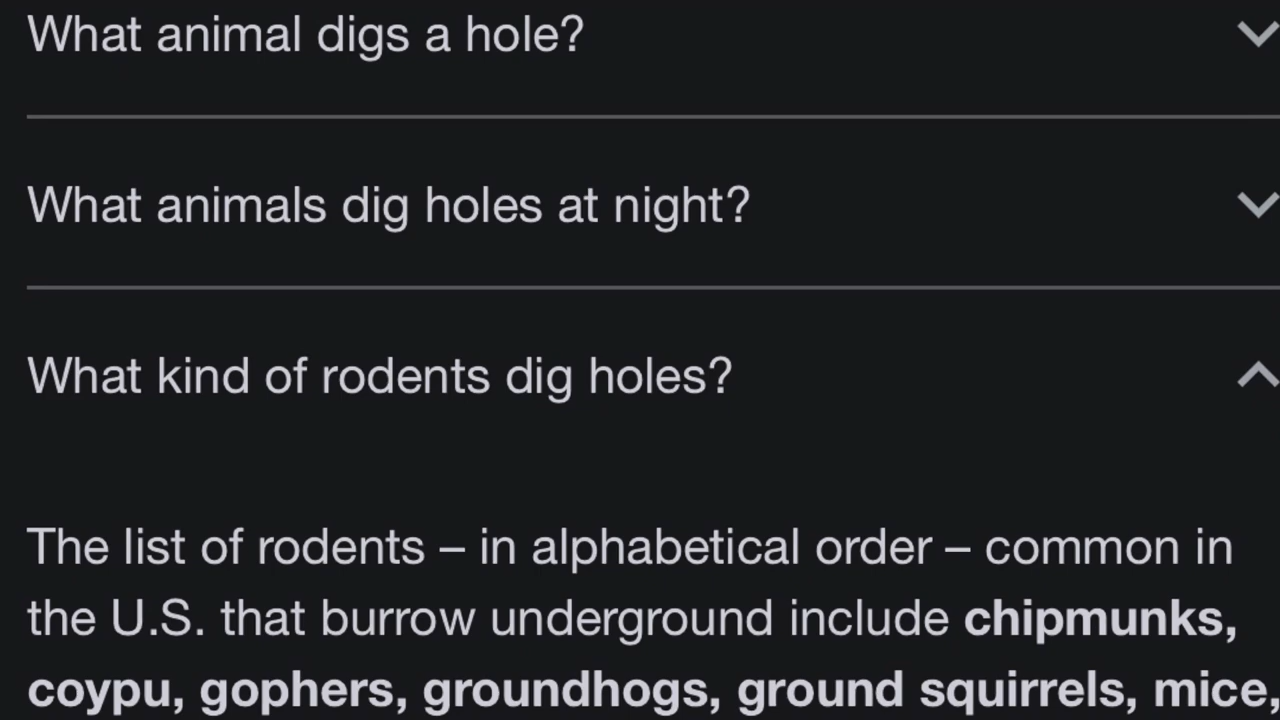 What animal digs a hole?
What animals dig holes at night?
What kind of rodents dig holes?
The list of rodents – in alphabetical order – common in
the U.S. that burrow underground include chipmunks,
coypu, gophers, groundhogs, ground squirrels, mice,